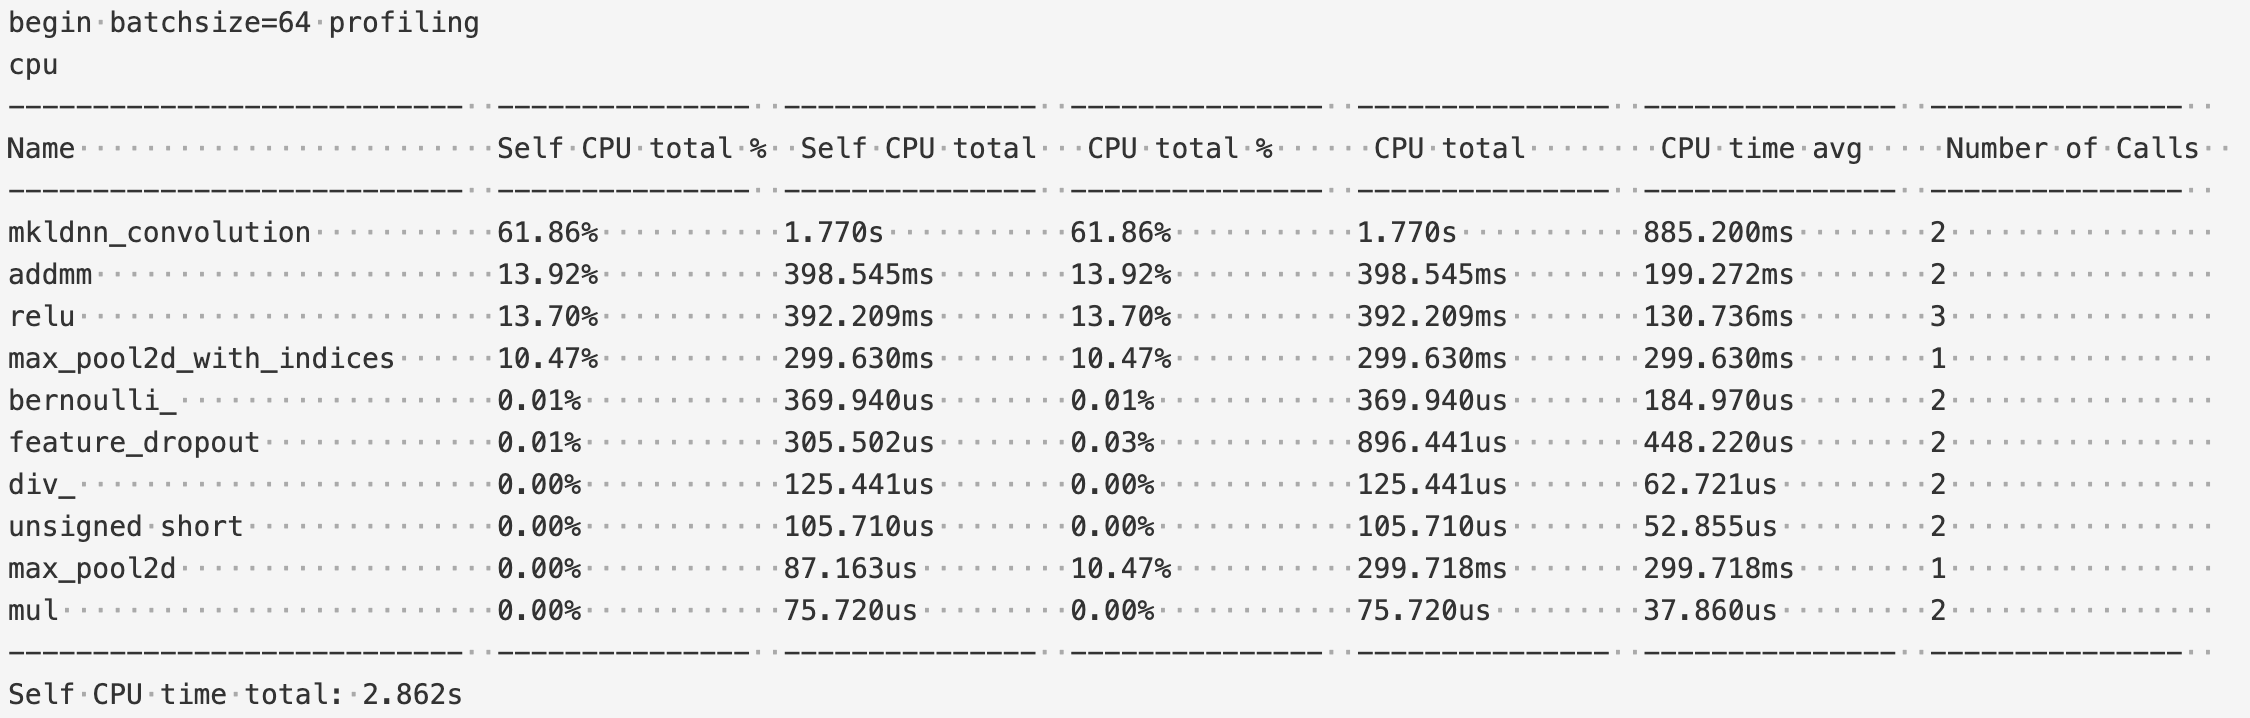 begin batchsize=64 profiling
cpu
---------------------------  ---------------  ---------------  ---------------  ---------------  ---------------  ---------------
Name                         Self CPU total %  Self CPU total   CPU total %      CPU total        CPU time avg     Number of Calls
---------------------------  ---------------  ---------------  ---------------  ---------------  ---------------  ---------------
mkldnn_convolution           61.86%           1.770s           61.86%           1.770s           885.200ms        2
addmm                        13.92%           398.545ms        13.92%           398.545ms        199.272ms        2
relu                         13.70%           392.209ms        13.70%           392.209ms        130.736ms        3
max_pool2d_with_indices      10.47%           299.630ms        10.47%           299.630ms        299.630ms        1
bernoulli_                   0.01%            369.940us        0.01%            369.940us        184.970us        2
feature_dropout              0.01%            305.502us        0.03%            896.441us        448.220us        2
div_                         0.00%            125.441us        0.00%            125.441us        62.721us         2
unsigned short               0.00%            105.710us        0.00%            105.710us        52.855us         2
max_pool2d                   0.00%            87.163us         10.47%           299.718ms        299.718ms        1
mul                          0.00%            75.720us         0.00%            75.720us         37.860us         2
---------------------------  ---------------  ---------------  ---------------  ---------------  ---------------  ---------------
Self CPU time total: 2.862s